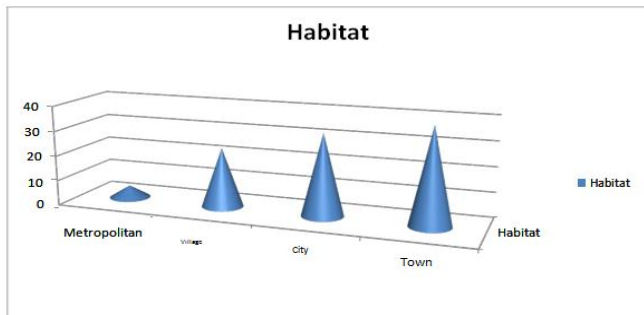 Habitat
40
30
20
10
0
Metropolitan
Village
City
Town
Habitat
Habitat